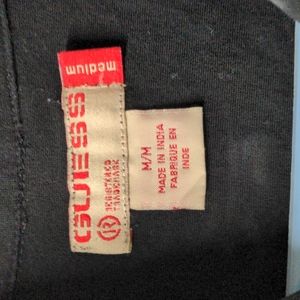 medium
GUESS
® REGISTERED
TRADEMARK
M/M
MADE IN INDIA
FABRIQUE EN
INDE